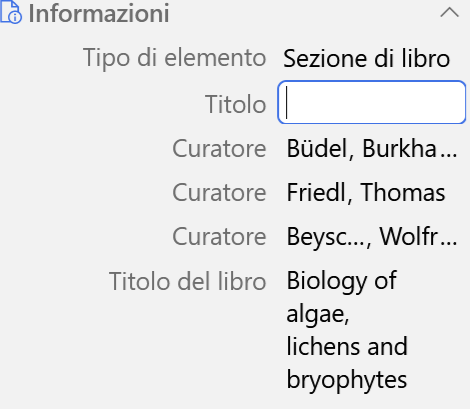 Informazioni
Tipo di elemento Sezione di libro
Titolo
Curatore Büdel, Burkha...
Curatore Friedl, Thomas
Curatore Beysc..., Wolfr...
Titolo del libro Biology of
algae,
lichens and
bryophytes